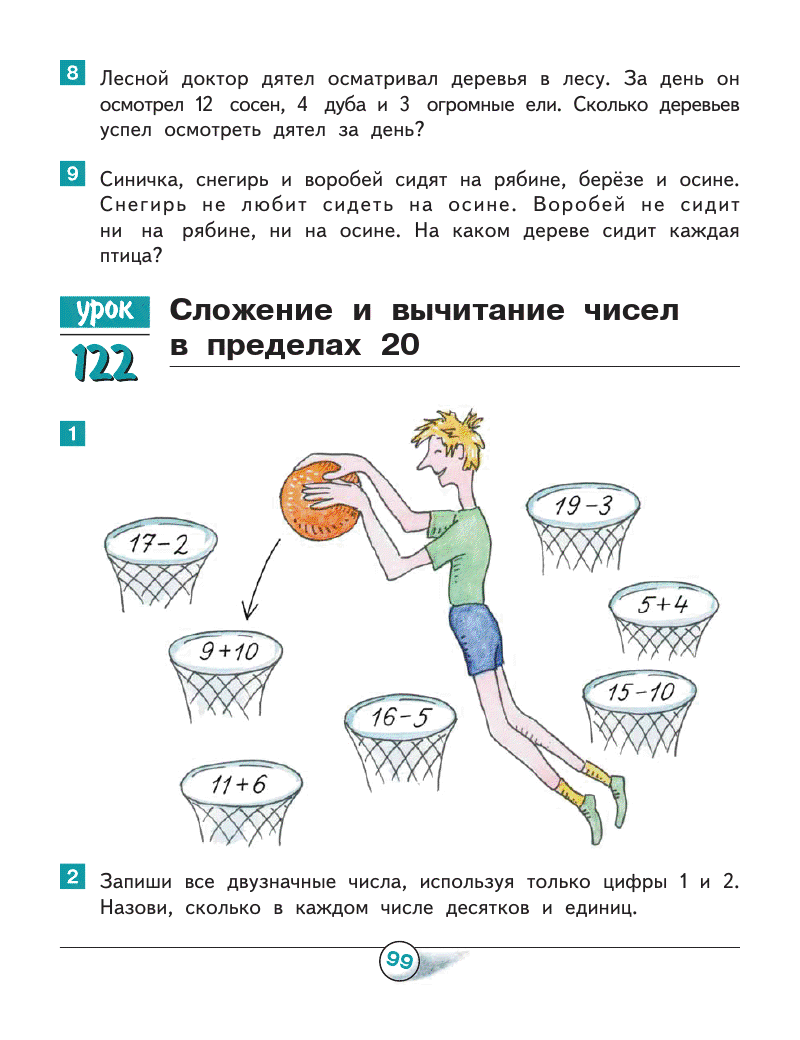 8 Лесной доктор дятел осматривал деревья в лесу. За день он
осмотрел 12 сосен, 4 дуба и 3 огромные ели. Сколько деревьев
успел осмотреть дятел за день?
9 Синичка, снегирь и воробей сидят на рябине, берёзе и осине.
Снегирь не любит сидеть на осине. Воробей не сидит
ни на рябине, ни на осине. На каком дереве сидит каждая
птица?
урок
122
Сложение и вычитание чисел
в пределах 20
1
19-3
17-2
5+4
9+10
15-10
16-5
11+6
2 Запиши все двузначные числа, используя только цифры 1 и 2.
Назови, сколько в каждом числе десятков и единиц.
99